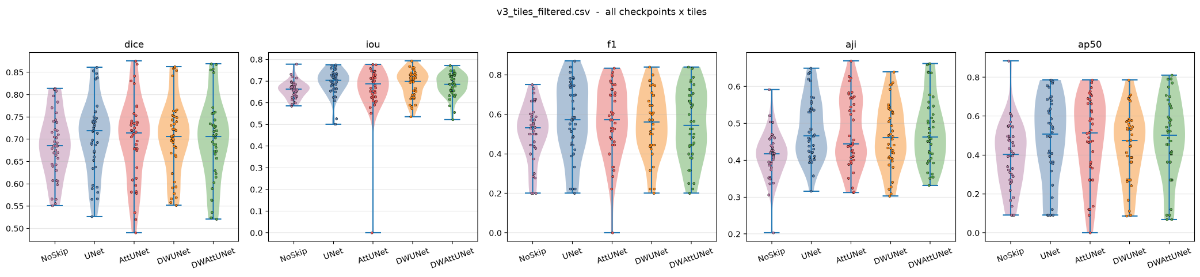 v3_tiles_filtered.csv - all checkpoints x tiles
dice
0.85
0.80
0.75
0.70
0.65
0.60
0.55
0.50
NoSkip UNet AttUNet DWUNet DWAttUNet
iou
0.8
0.7
0.6
0.5
0.4
0.3
0.2
0.1
0.0
NoSkip UNet AttUNet DWUNet DWAttUNet
f1
0.8
0.6
0.4
0.2
0.0
NoSkip UNet AttUNet DWUNet DWAttUNet
aji
0.6
0.5
0.4
0.3
0.2
NoSkip UNet AttUNet DWUNet DWAttUNet
ap50
0.8
0.6
0.4
0.2
0.0
NoSkip UNet AttUNet DWUNet DWAttUNet